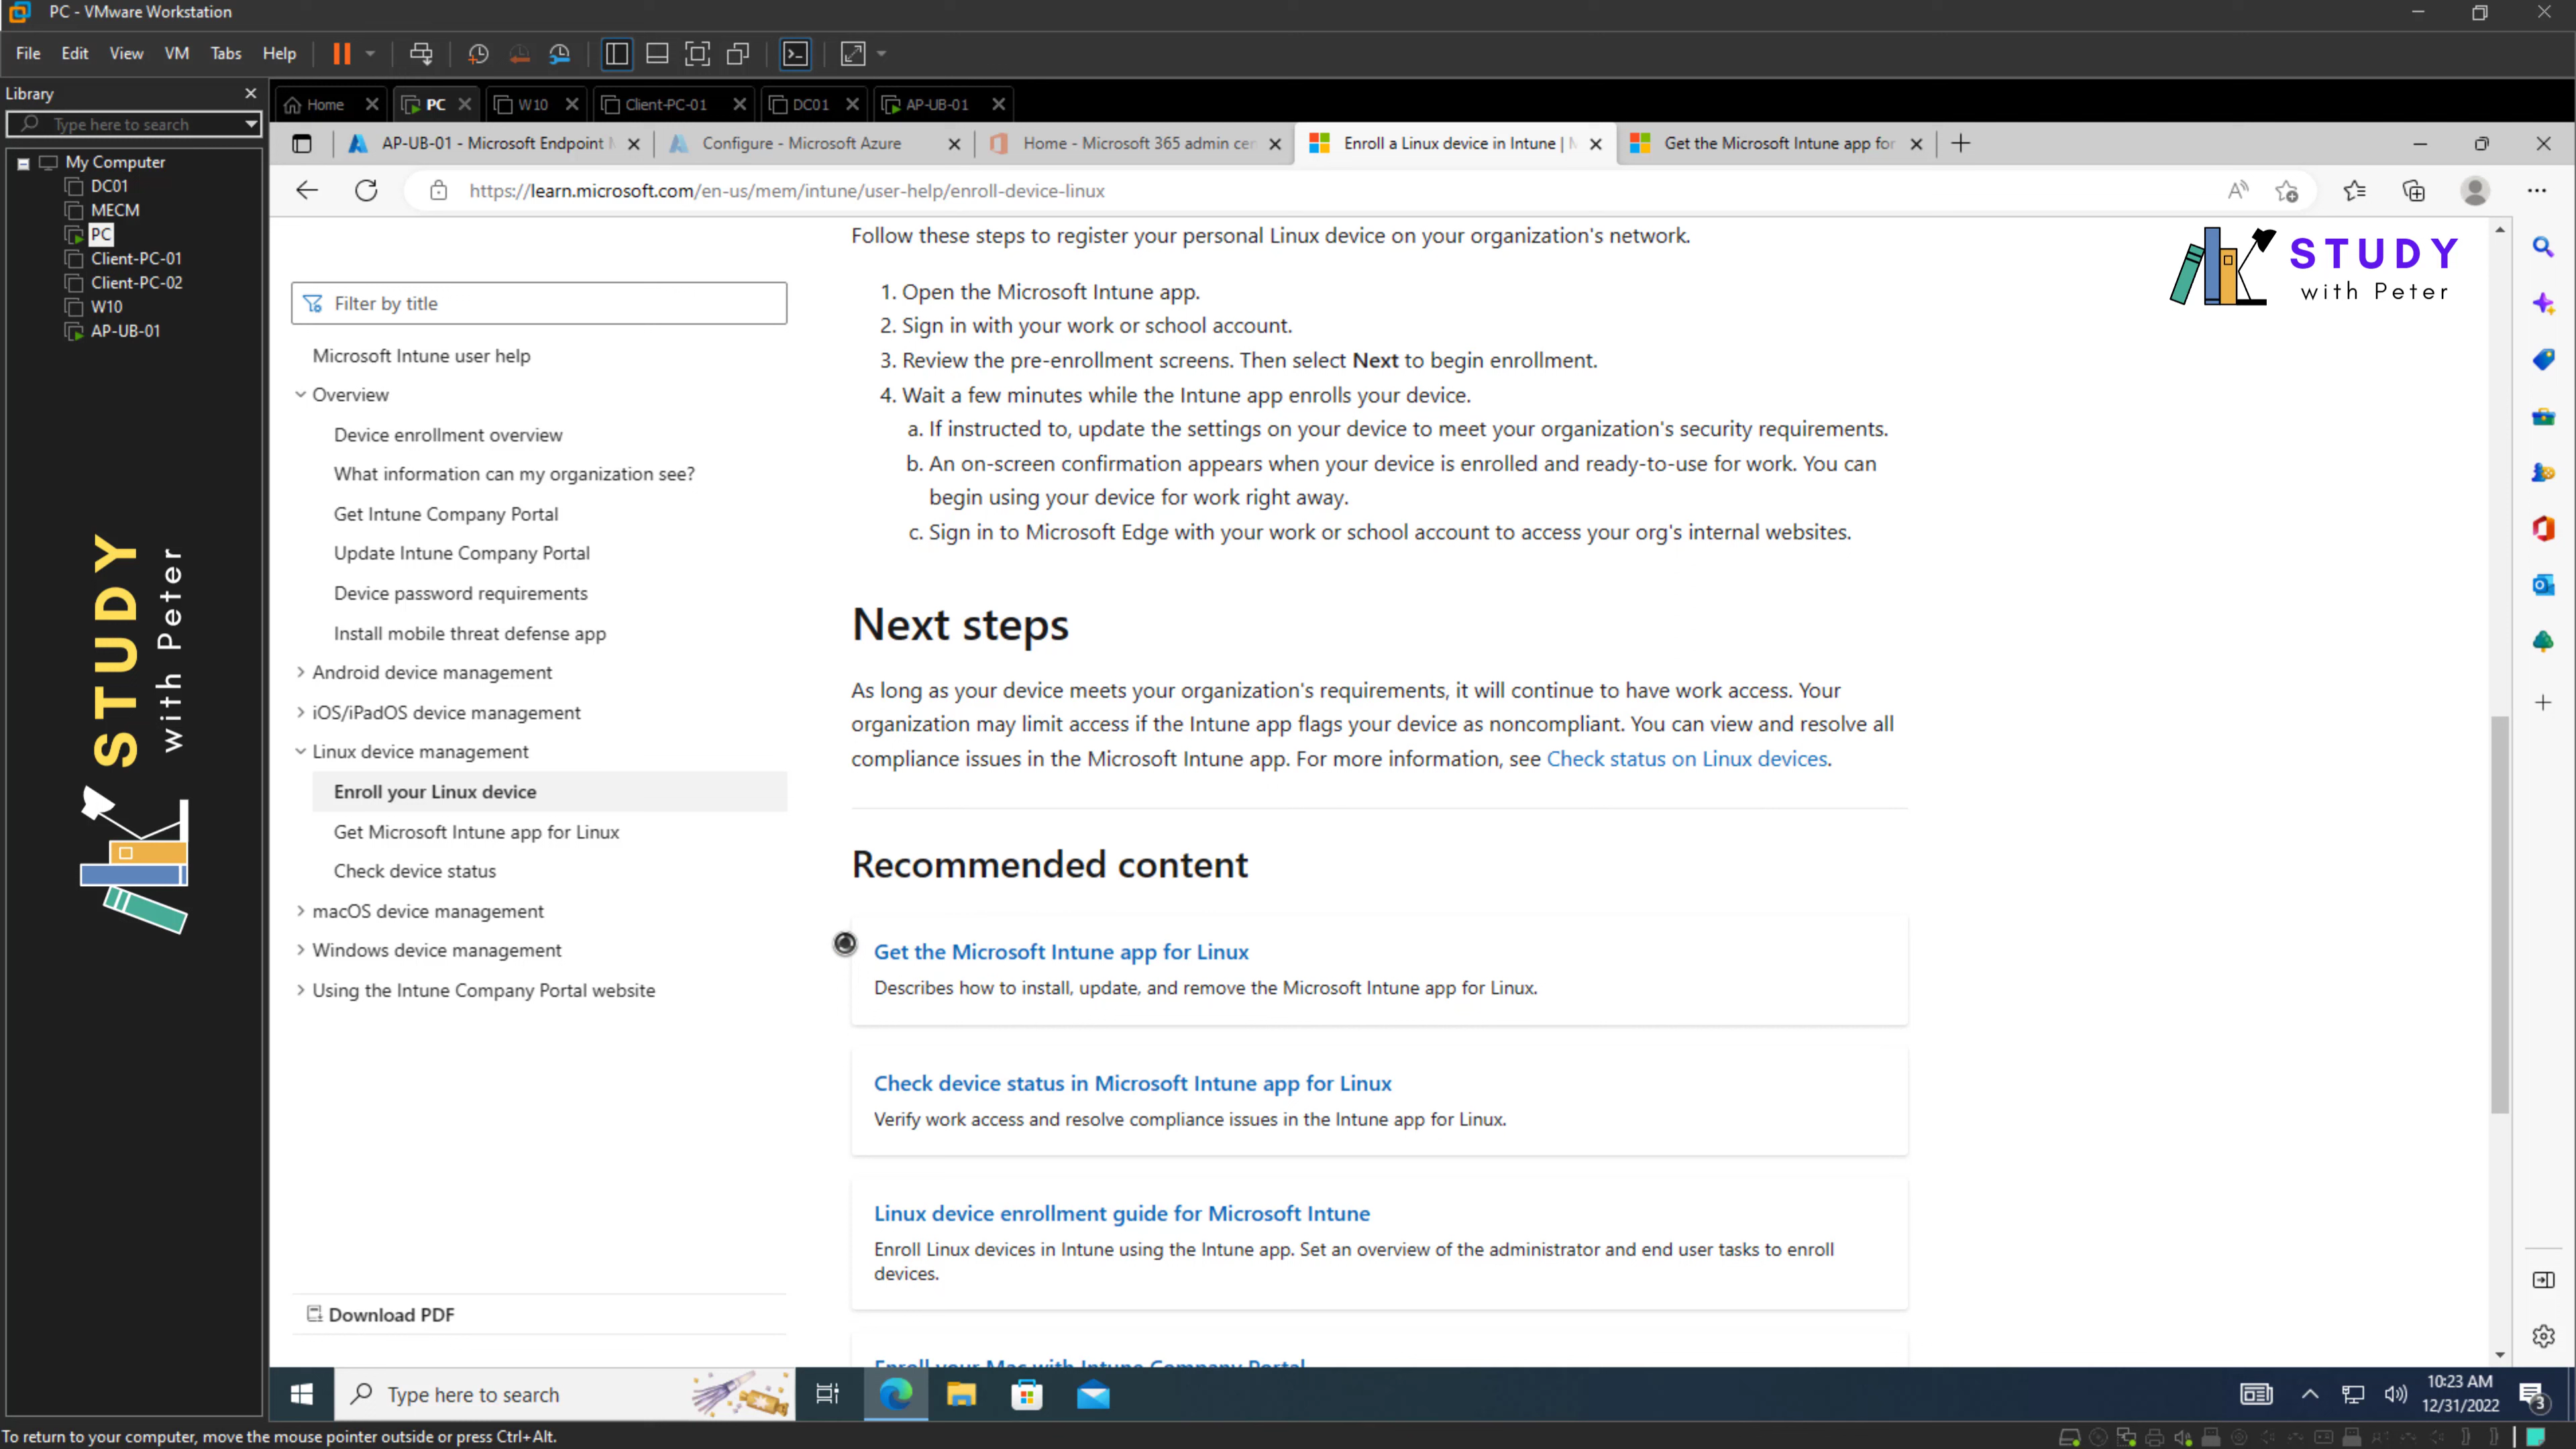 PC - VMware Workstation
File Edit View VM Tabs Help
Library
Type here to search
My Computer
DC01
MECM
PC
Client-PC-01
Client-PC-02
W10
AP-UB-01
STUDY
with Peter
Home PC W10 Client-PC-01 DC01 AP-UB-01
AP-UB-01 - Microsoft Endpoint M Configure - Microsoft Azure Home - Microsoft 365 admin cen Enroll a Linux device in Intune | M Get the Microsoft Intune app for
https://learn.microsoft.com/en-us/mem/intune/user-help/enroll-device-linux
STUDY
with Peter
Filter by title
Microsoft Intune user help
Overview
Device enrollment overview
What information can my organization see?
Get Intune Company Portal
Update Intune Company Portal
Device password requirements
Install mobile threat defense app
Android device management
iOS/iPadOS device management
Linux device management
Enroll your Linux device
Get Microsoft Intune app for Linux
Check device status
macOS device management
Windows device management
Using the Intune Company Portal website
Download PDF
Follow these steps to register your personal Linux device on your organization's network.
1. Open the Microsoft Intune app.
2. Sign in with your work or school account.
3. Review the pre-enrollment screens. Then select Next to begin enrollment.
4. Wait a few minutes while the Intune app enrolls your device.
a. If instructed to, update the settings on your device to meet your organization's security requirements.
b. An on-screen confirmation appears when your device is enrolled and ready-to-use for work. You can
begin using your device for work right away.
c. Sign in to Microsoft Edge with your work or school account to access your org's internal websites.
Next steps
As long as your device meets your organization's requirements, it will continue to have work access. Your
organization may limit access if the Intune app flags your device as noncompliant. You can view and resolve all
compliance issues in the Microsoft Intune app. For more information, see Check status on Linux devices.
Recommended content
Get the Microsoft Intune app for Linux
Describes how to install, update, and remove the Microsoft Intune app for Linux.
Check device status in Microsoft Intune app for Linux
Verify work access and resolve compliance issues in the Intune app for Linux.
Linux device enrollment guide for Microsoft Intune
Enroll Linux devices in Intune using the Intune app. Set an overview of the administrator and end user tasks to enroll
devices.
Enroll your Mac with Intune Company Portal
Type here to search
10:23 AM
12/31/2022
3
To return to your computer, move the mouse pointer outside or press Ctrl+Alt.